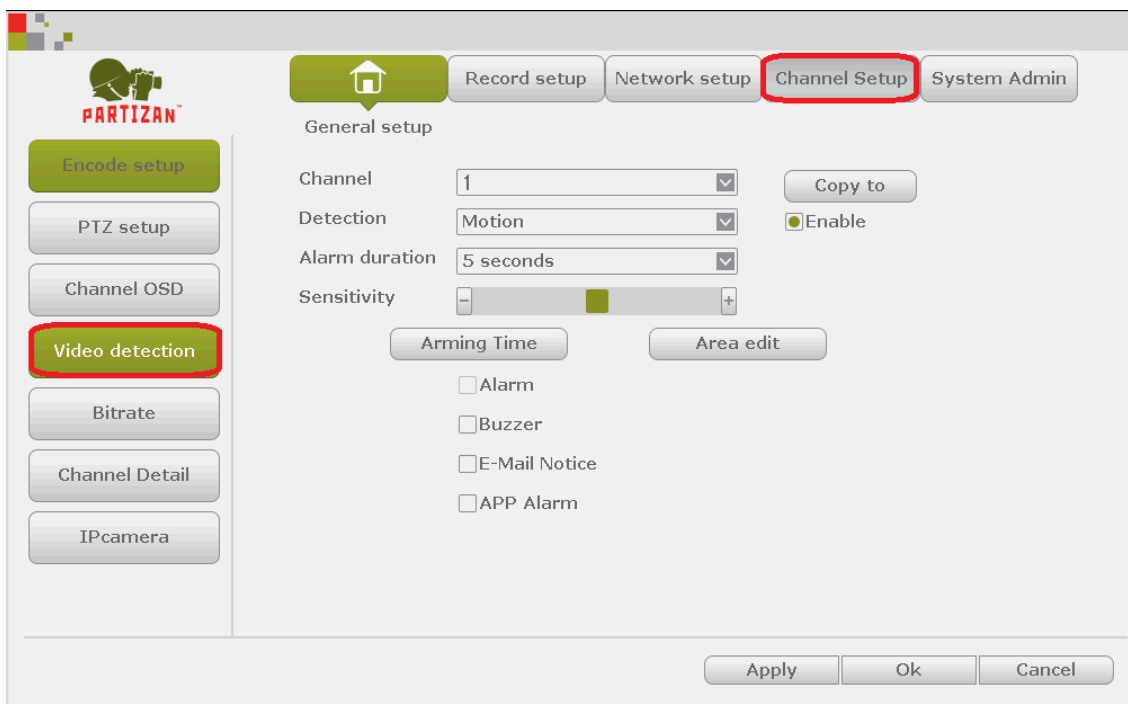 Record setup
Network setup
Channel Setup
System Admin
PARTIZAN™
General setup
Encode setup
PTZ setup
Channel OSD
Video detection
Bitrate
Channel Detail
IPcamera
Channel 1 Copy to
Detection Motion Enable
Alarm duration 5 seconds
Sensitivity - +
Arming Time Area edit
Alarm
Buzzer
E-Mail Notice
APP Alarm
Apply Ok Cancel